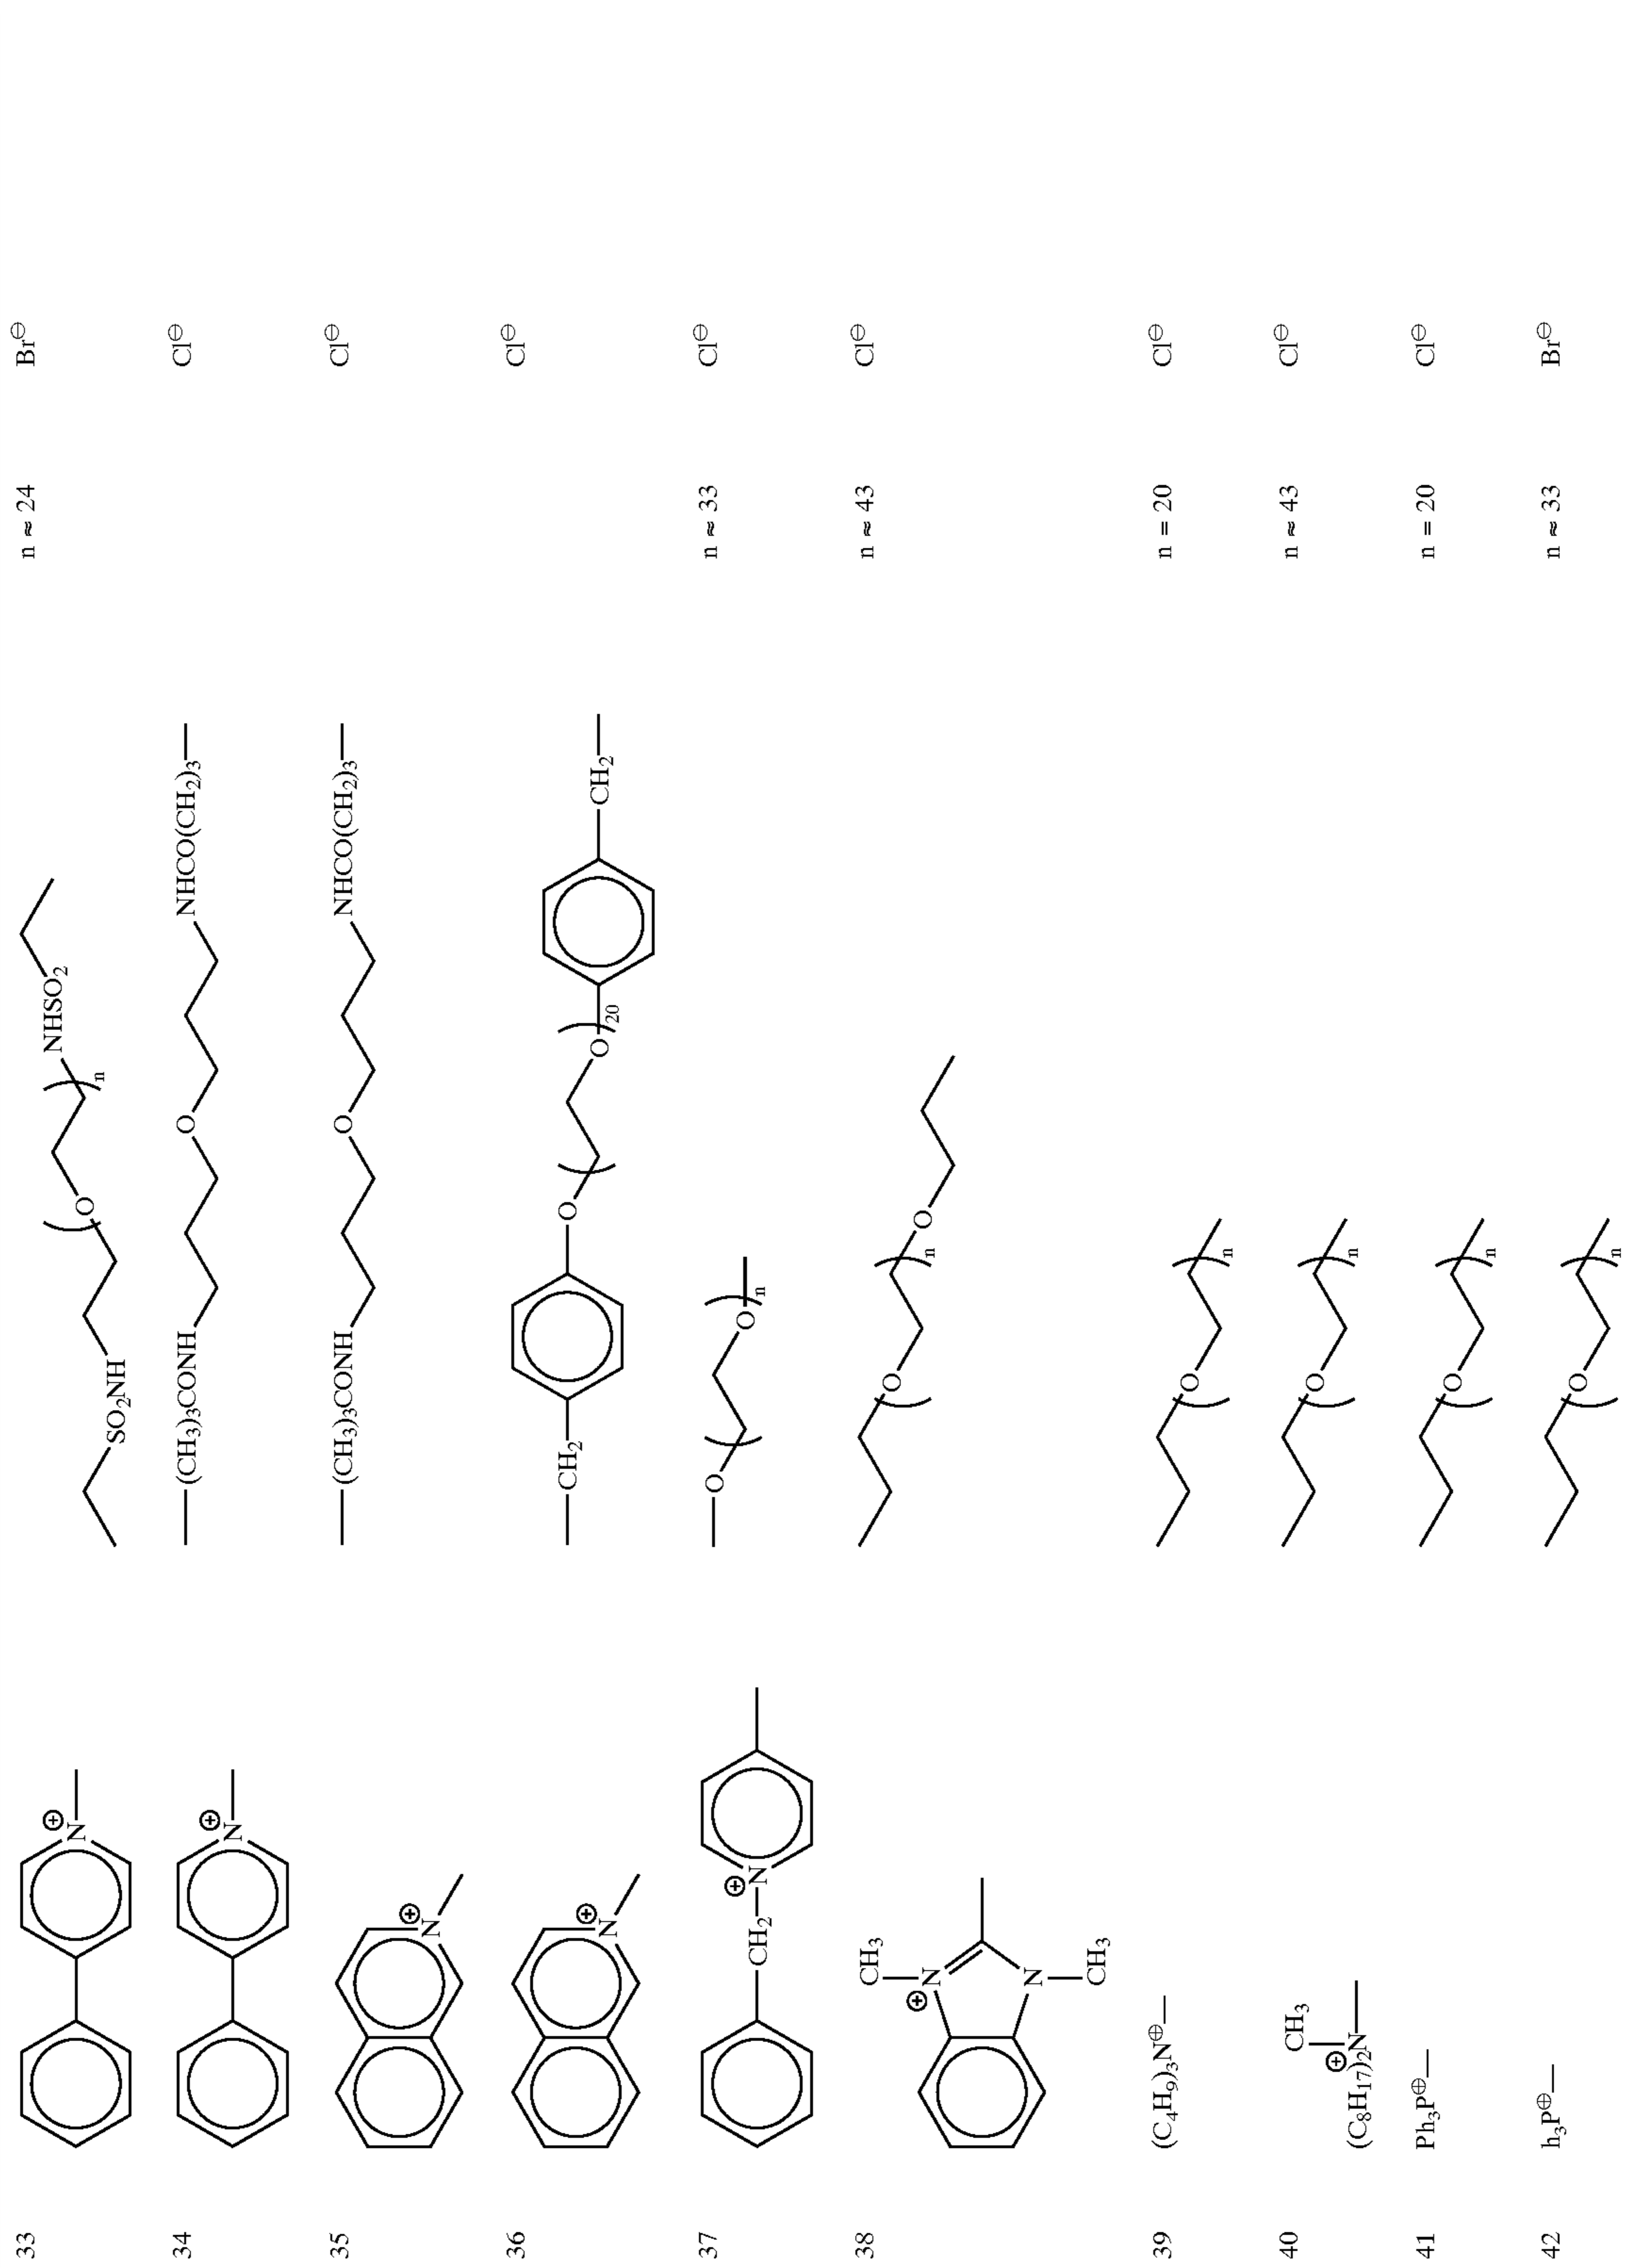 33 N⊕ SO2NH ( O )n NHSO2 n ≈ 24 Br⊖
34 N⊕ (CH3)3CONH O NHCO(CH2)3 Cl⊖
35 N⊕ (CH3)3CONH O NHCO(CH2)3 Cl⊖
36 N⊕ CH2 O ( O )20 CH2 Cl⊖
37 CH2 N⊕ O ( O )n n ≈ 33 Cl⊖
38 CH3 N⊕ N CH3 ( O )n O n ≈ 43 Cl⊖
39 (C4H9)3N⊕ ( O )n n = 20 Cl⊖
40 CH3 (C8H17)2N⊕ ( O )n n ≈ 43 Cl⊖
41 Ph3P⊕ ( O )n n = 20 Cl⊖
42 h3P⊕ ( O )n n ≈ 33 Br⊖